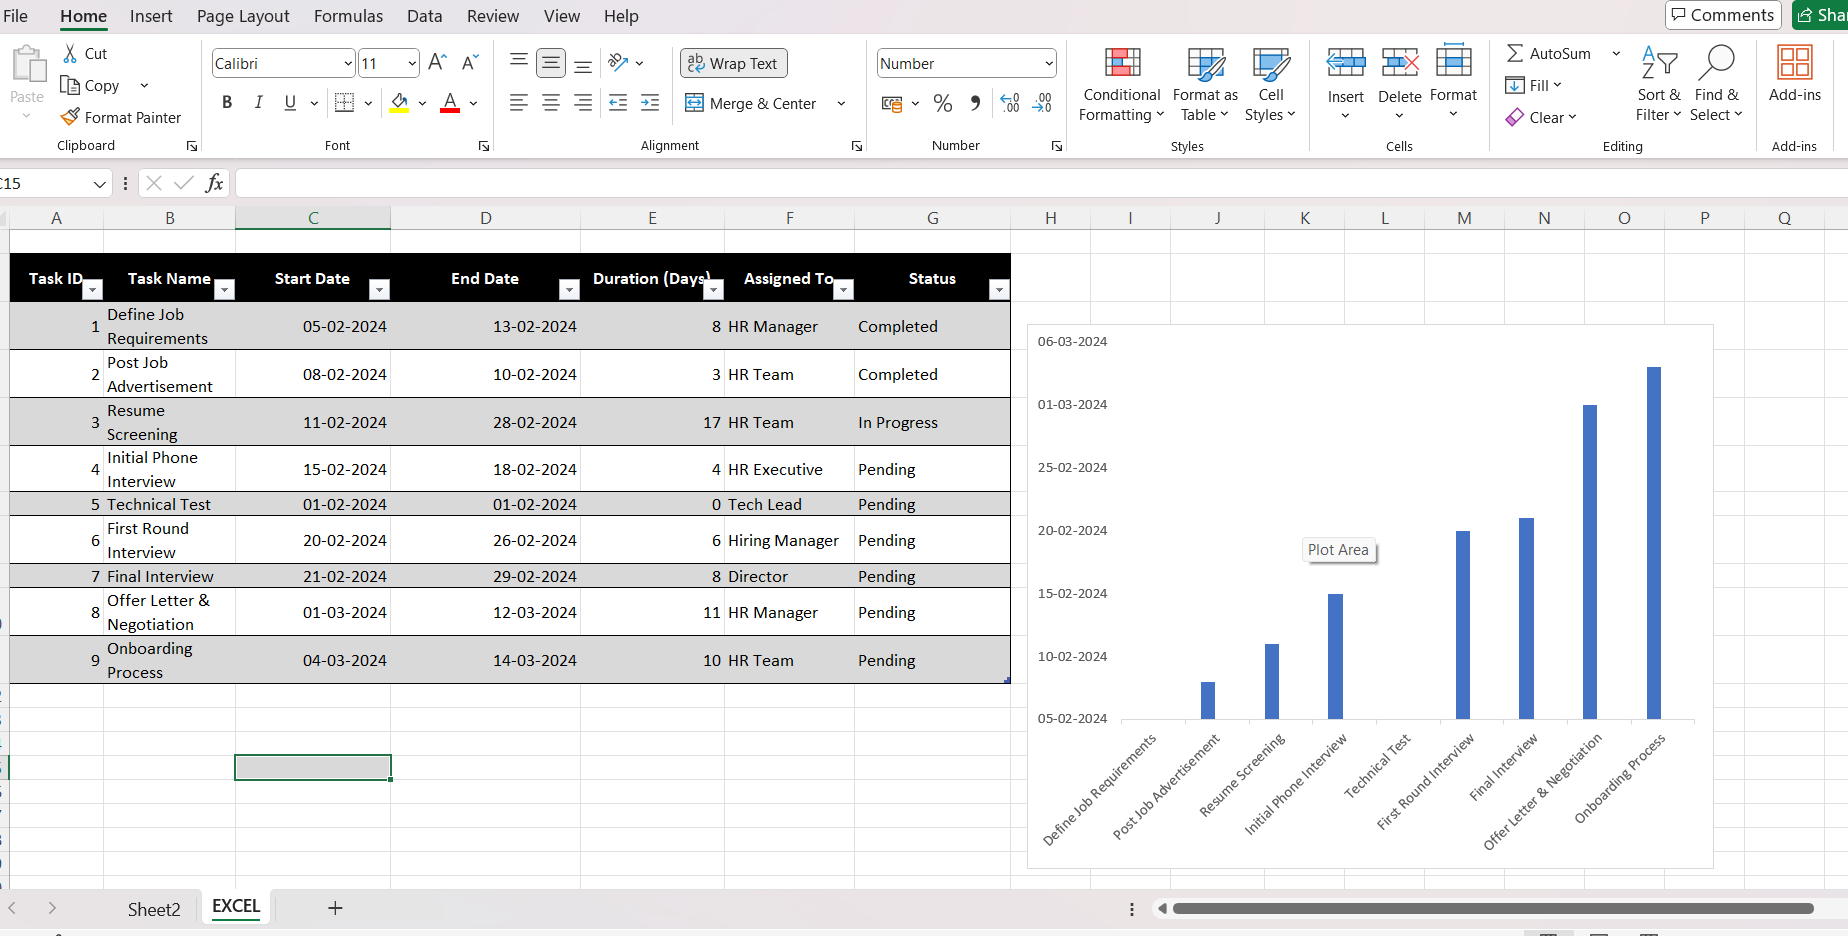 File Home Insert Page Layout Formulas Data Review View Help Comments
Cut
Copy
Format Painter
Paste
Clipboard
Calibri 11
B I U
Font
Wrap Text
Merge & Center
Alignment
Number
Number
Conditional Formatting
Format as Table
Cell Styles
Styles
Insert Delete Format
Cells
AutoSum
Fill
Clear
Sort & Filter
Find & Select
Editing
Add-ins
Add-ins
fx
A B C D E F G H I J K L M N O P Q
Task ID Task Name Start Date End Date Duration (Days) Assigned To Status
1 Define Job Requirements 05-02-2024 13-02-2024 8 HR Manager Completed
2 Post Job Advertisement 08-02-2024 10-02-2024 3 HR Team Completed
3 Resume Screening 11-02-2024 28-02-2024 17 HR Team In Progress
4 Initial Phone Interview 15-02-2024 18-02-2024 4 HR Executive Pending
5 Technical Test 01-02-2024 01-02-2024 0 Tech Lead Pending
6 First Round Interview 20-02-2024 26-02-2024 6 Hiring Manager Pending
7 Final Interview 21-02-2024 29-02-2024 8 Director Pending
8 Offer Letter & Negotiation 01-03-2024 12-03-2024 11 HR Manager Pending
9 Onboarding Process 04-03-2024 14-03-2024 10 HR Team Pending
06-03-2024
01-03-2024
25-02-2024
20-02-2024
Plot Area
15-02-2024
10-02-2024
05-02-2024
Define Job Requirements
Post Job Advertisement
Resume Screening
Initial Phone Interview
Technical Test
First Round Interview
Final Interview
Offer Letter & Negotiation
Onboarding Process
Sheet2 EXCEL